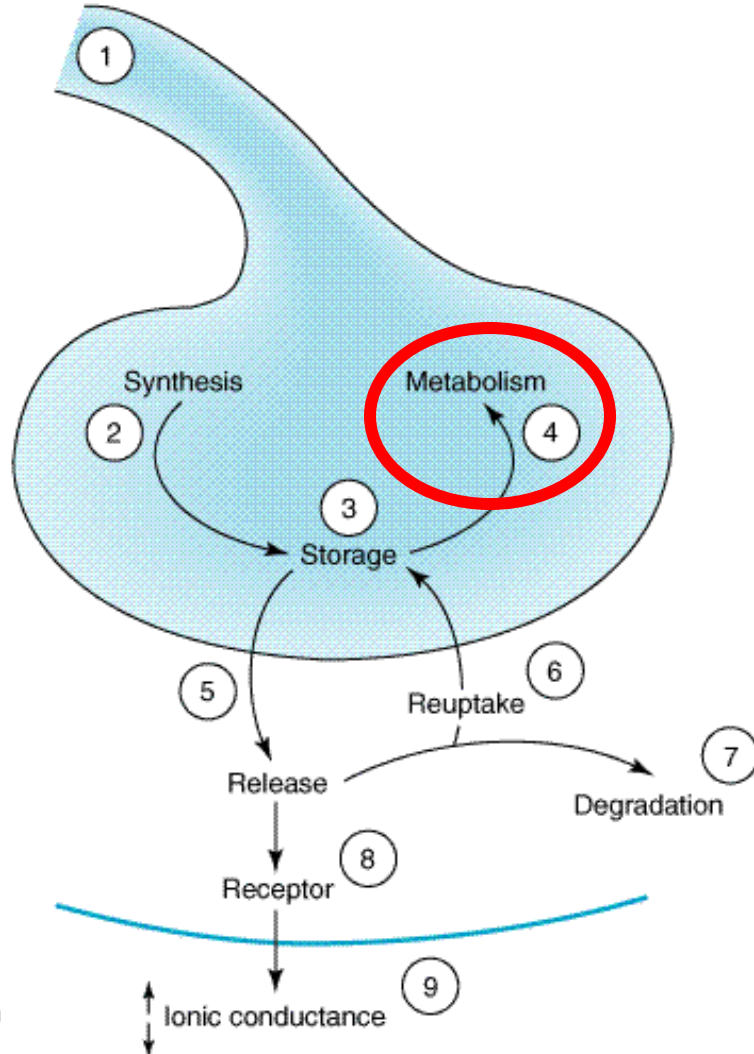 1
Synthesis
Metabolism
2
4
3
Storage
5
6
Reuptake
7
Release
Degradation
8
Receptor
9
Ionic conductance